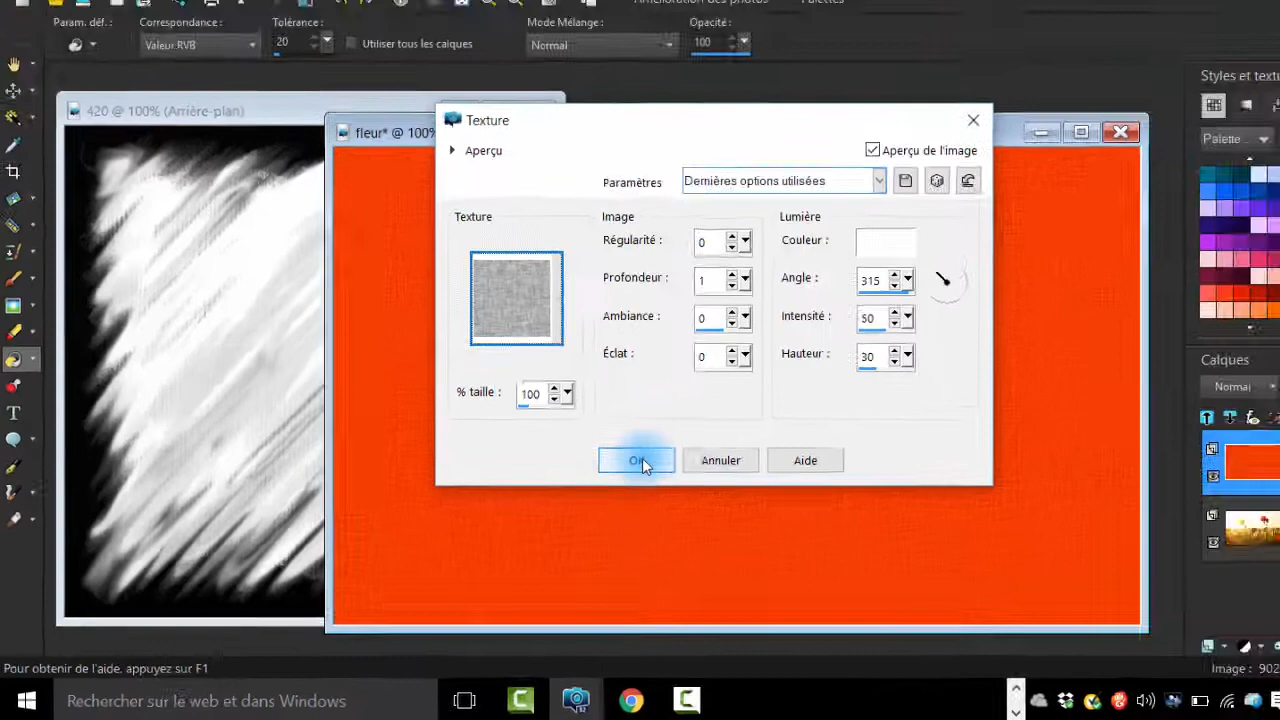 Param. déf.: Correspondance : Tolérance : Mode Mélange : Opacité :
Valeur RVB 20 Utiliser tous les calques Normal 100
Styles et textu
420 @ 100% (Arrière-plan)
fleur* @ 100%
Palette
Texture
Aperçu
Aperçu de l'image
Paramètres Dernières options utilisées
Texture Image Lumière
Régularité : 0 Couleur :
Profondeur : 1 Angle : 315
Ambiance : 0 Intensité : 50
Éclat : 0 Hauteur : 30
% taille : 100
Annuler Aide
Calques
Normal
Pour obtenir de l'aide, appuyez sur F1
Image : 902
Rechercher sur le web et dans Windows